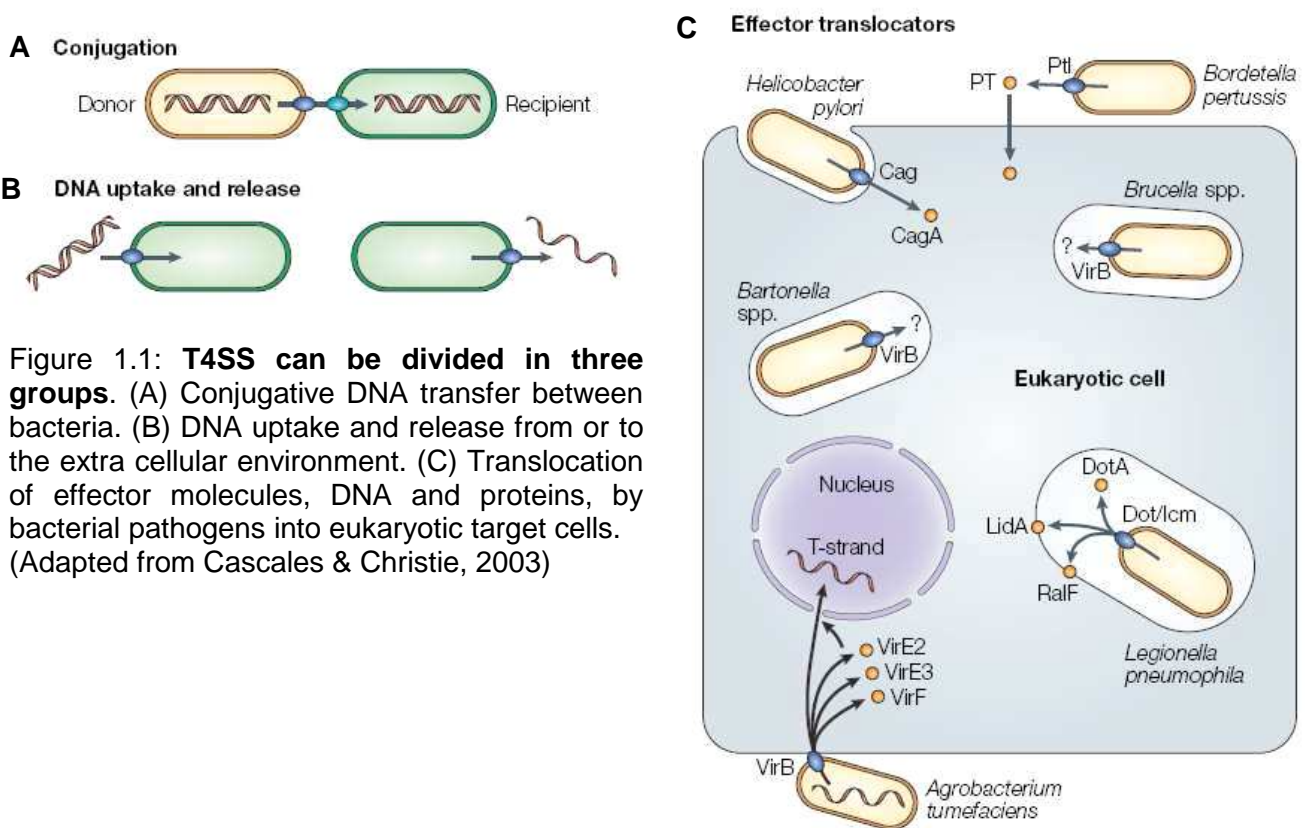 A Conjugation
Donor
Recipient
B DNA uptake and release
Figure 1.1: T4SS can be divided in three
groups. (A) Conjugative DNA transfer between
bacteria. (B) DNA uptake and release from or to
the extra cellular environment. (C) Translocation
of effector molecules, DNA and proteins, by
bacterial pathogens into eukaryotic target cells.
(Adapted from Cascales & Christie, 2003)
C Effector translocators
Helicobacter
pylori
Cag
CagA
PT
Ptl
Bordetella
pertussis
Brucella spp.
?
VirB
Bartonella
spp.
?
VirB
Eukaryotic cell
Nucleus
T-strand
DotA
LidA
Dot/Icm
RalF
Legionella
pneumophila
VirE2
VirE3
VirF
VirB
Agrobacterium
tumefaciens